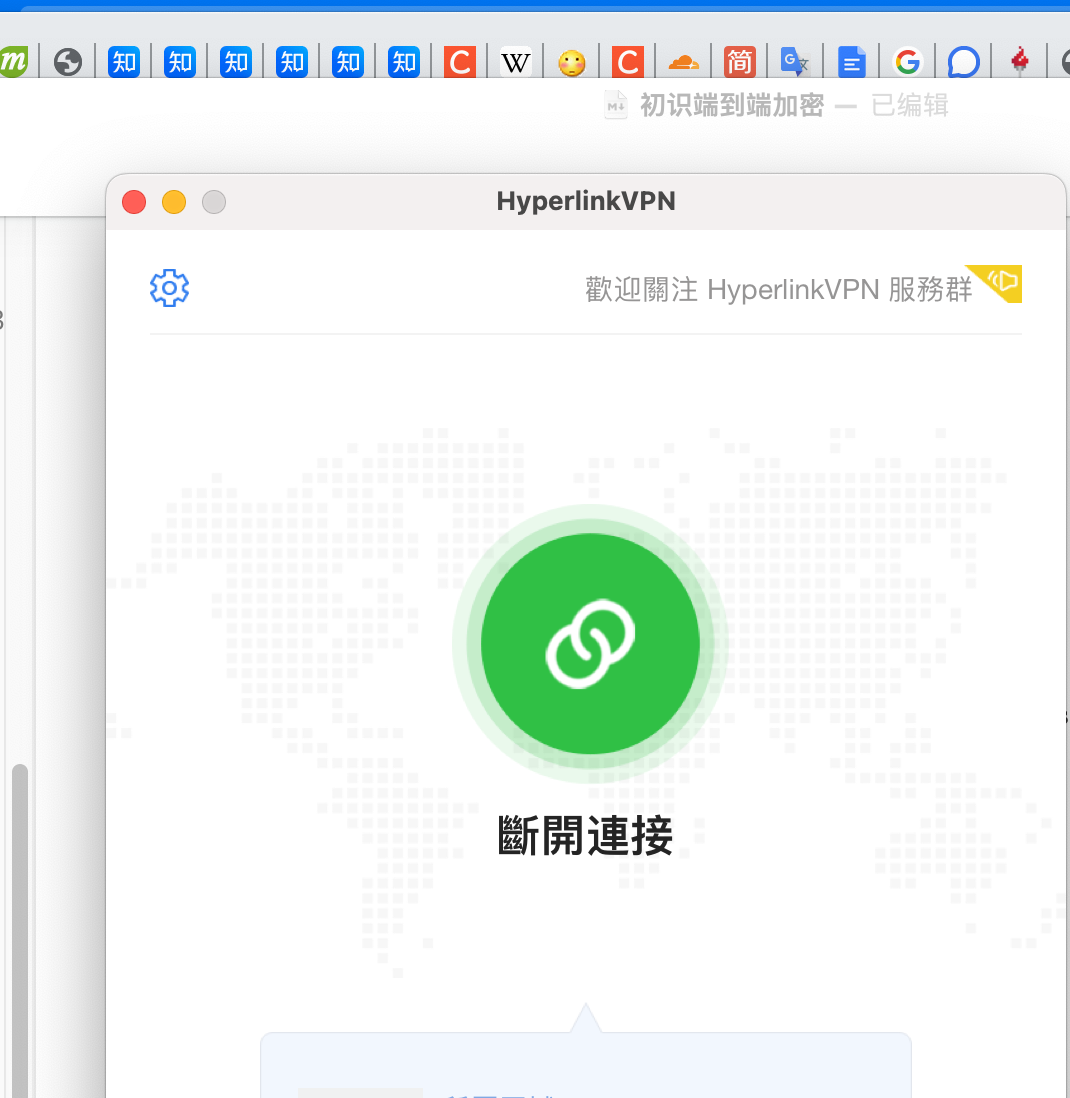 m 知 知 知 知 知 知 C W C 简 G 文 G
M↓ 初识端到端加密 — 已编辑
HyperlinkVPN
歡迎關注 HyperlinkVPN 服務群
斷開連接